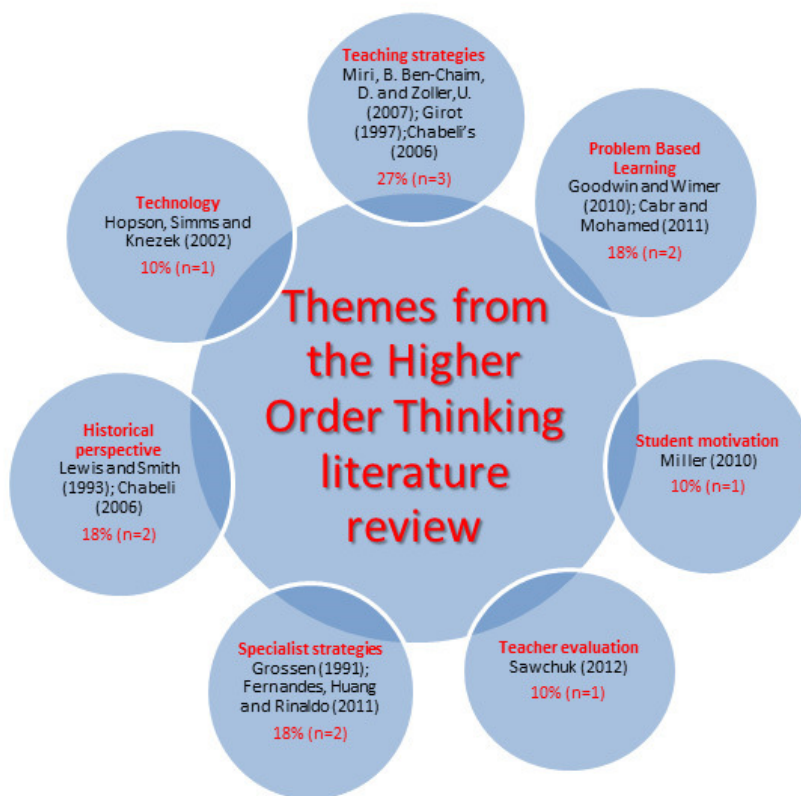 Teaching strategies
Miri, B. Ben-Chaim,
D. and Zoller,U.
(2007); Girot
(1997);Chabeli's
(2006)
27% (n=3)
Problem Based
Learning
Goodwin and Wimer
(2010); Cabr and
Mohamed (2011)
18% (n=2)
Student motivation
Miller (2010)
10% (n=1)
Teacher evaluation
Sawchuk (2012)
10% (n=1)
Specialist strategies
Grossen (1991);
Fernandes, Huang
and Rinaldo (2011)
18% (n=2)
Historical
perspective
Lewis and Smith
(1993); Chabeli
(2006)
18% (n=2)
Technology
Hopson, Simms and
Knezek (2002)
10% (n=1)
Themes from
the Higher
Order Thinking
literature
review